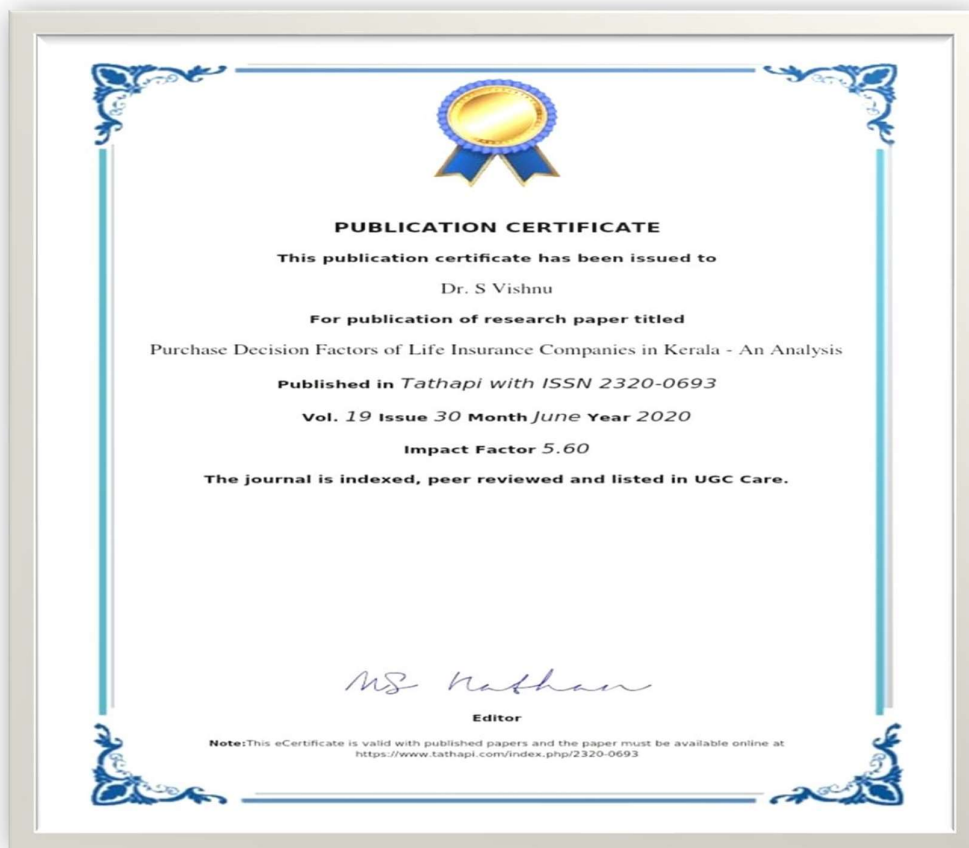 PUBLICATION CERTIFICATE
This publication certificate has been issued to
Dr. S Vishnu
For publication of research paper titled
Purchase Decision Factors of Life Insurance Companies in Kerala - An Analysis
Published in Tathapi with ISSN 2320-0693
Vol. 19 Issue 30 Month June Year 2020
Impact Factor 5.60
The journal is indexed, peer reviewed and listed in UGC Care.
MS Nathan
Editor
Note:This eCertificate is valid with published papers and the paper must be available online at
https://www.tathapi.com/index.php/2320-0693